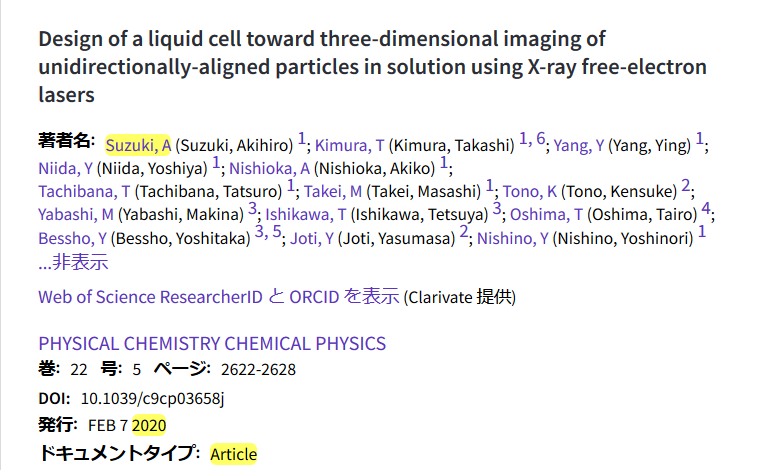 Design of a liquid cell toward three-dimensional imaging of
unidirectionally-aligned particles in solution using X-ray free-electron
lasers
著者名: Suzuki, A (Suzuki, Akihiro) 1; Kimura, T (Kimura, Takashi) 1, 6; Yang, Y (Yang, Ying) 1;
Niida, Y (Niida, Yoshiya) 1; Nishioka, A (Nishioka, Akiko) 1;
Tachibana, T (Tachibana, Tatsuro) 1; Takei, M (Takei, Masashi) 1; Tono, K (Tono, Kensuke) 2;
Yabashi, M (Yabashi, Makina) 3; Ishikawa, T (Ishikawa, Tetsuya) 3; Oshima, T (Oshima, Tairo) 4;
Bessho, Y (Bessho, Yoshitaka) 3, 5; Joti, Y (Joti, Yasumasa) 2; Nishino, Y (Nishino, Yoshinori) 1
...非表示
Web of Science ResearcherID と ORCID を表示 (Clarivate 提供)
PHYSICAL CHEMISTRY CHEMICAL PHYSICS
巻: 22 号: 5 ページ: 2622-2628
DOI: 10.1039/c9cp03658j
発行: FEB 7 2020
ドキュメントタイプ: Article